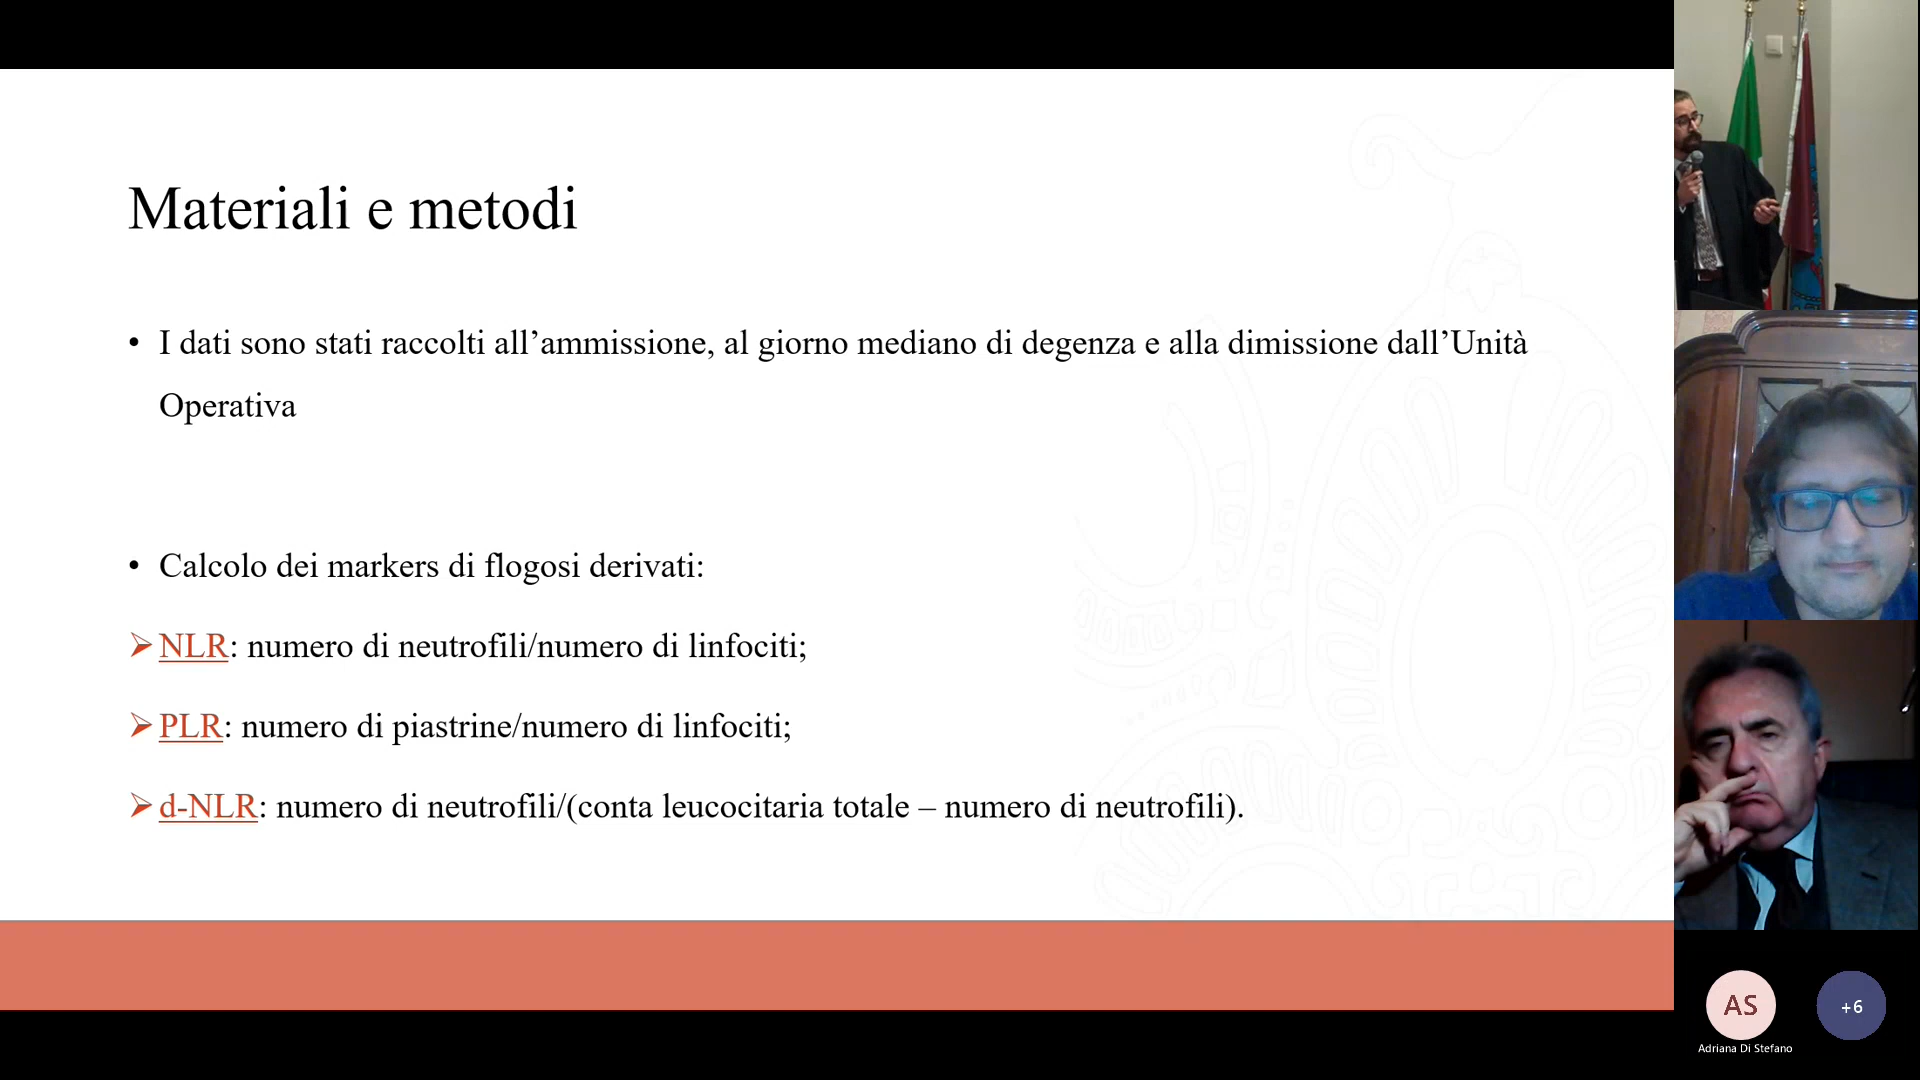 Materiali e metodi
• I dati sono stati raccolti all’ammissione, al giorno mediano di degenza e alla dimissione dall’Unità
Operativa
• Calcolo dei markers di flogosi derivati:
➢ NLR: numero di neutrofili/numero di linfociti;
➢ PLR: numero di piastrine/numero di linfociti;
➢ d-NLR: numero di neutrofili/(conta leucocitaria totale – numero di neutrofili).
AS
+6
Adriana Di Stefano